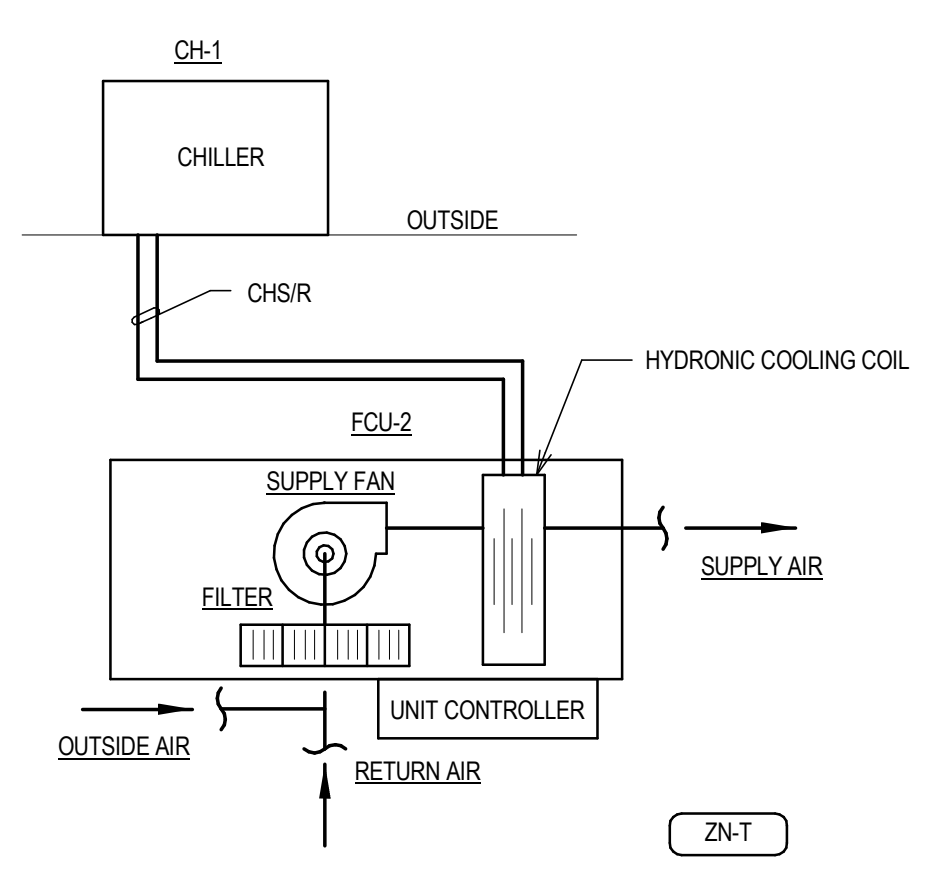 CH-1
CHILLER
OUTSIDE
CHS/R
HYDRONIC COOLING COIL
FCU-2
SUPPLY FAN
SUPPLY AIR
FILTER
UNIT CONTROLLER
OUTSIDE AIR
RETURN AIR
ZN-T